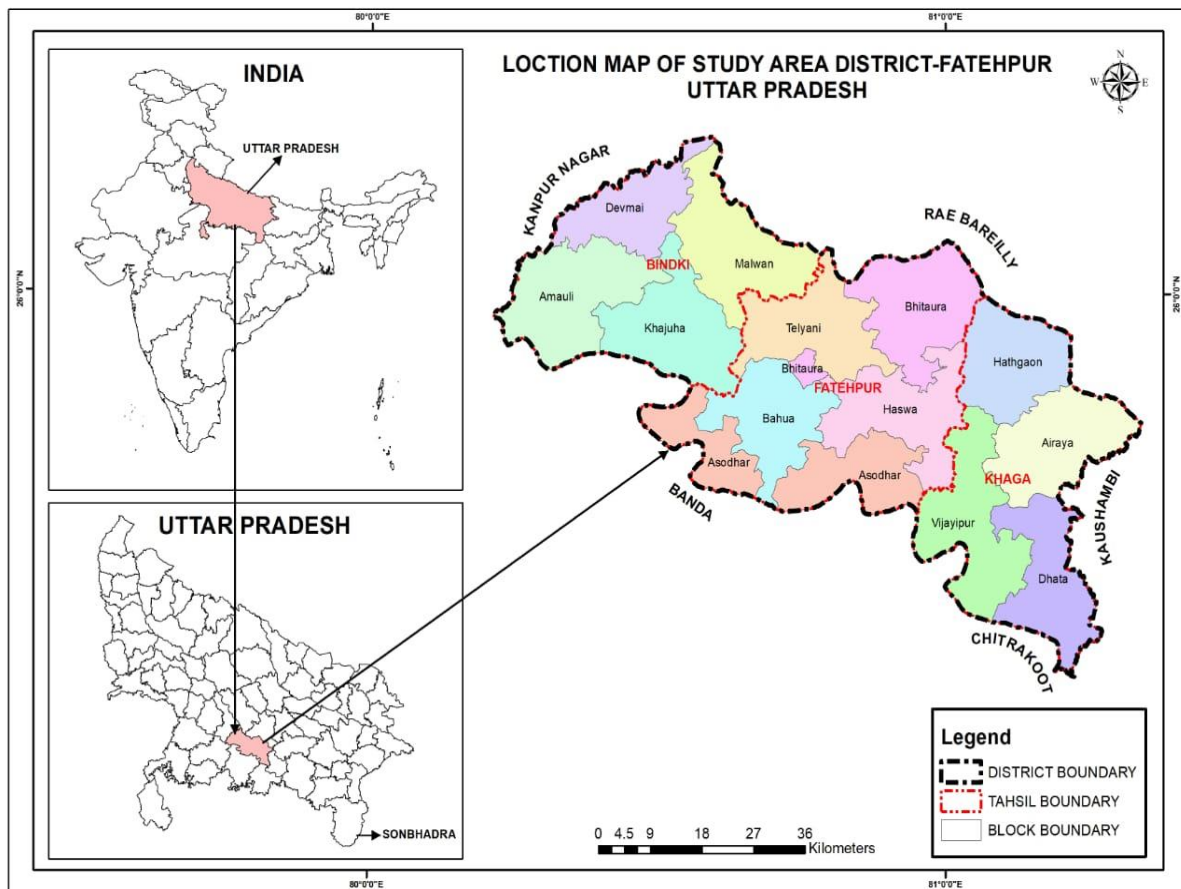 80°0'0"E
81°0'0"E
26°0'0"N
26°0'0"N
INDIA
UTTAR PRADESH
UTTAR PRADESH
SONBHADRA
LOCTION MAP OF STUDY AREA DISTRICT-FATEHPUR
UTTAR PRADESH
N
W E
S
KANPUR NAGAR
RAE BAREILLY
Devmai
BINDKI
Malwan
Amauli
Khajuha
Telyani
Bhitaura
Bhitaura
Hathgaon
FATEHPUR
Bahua
Haswa
Airaya
Asodhar
Asodhar
KHAGA
BANDA
Vijayipur
KAUSHAMBI
Dhata
CHITRAKOOT
Legend
DISTRICT BOUNDARY
TAHSIL BOUNDARY
BLOCK BOUNDARY
0 4.5 9 18 27 36
Kilometers
80°0'0"E
81°0'0"E